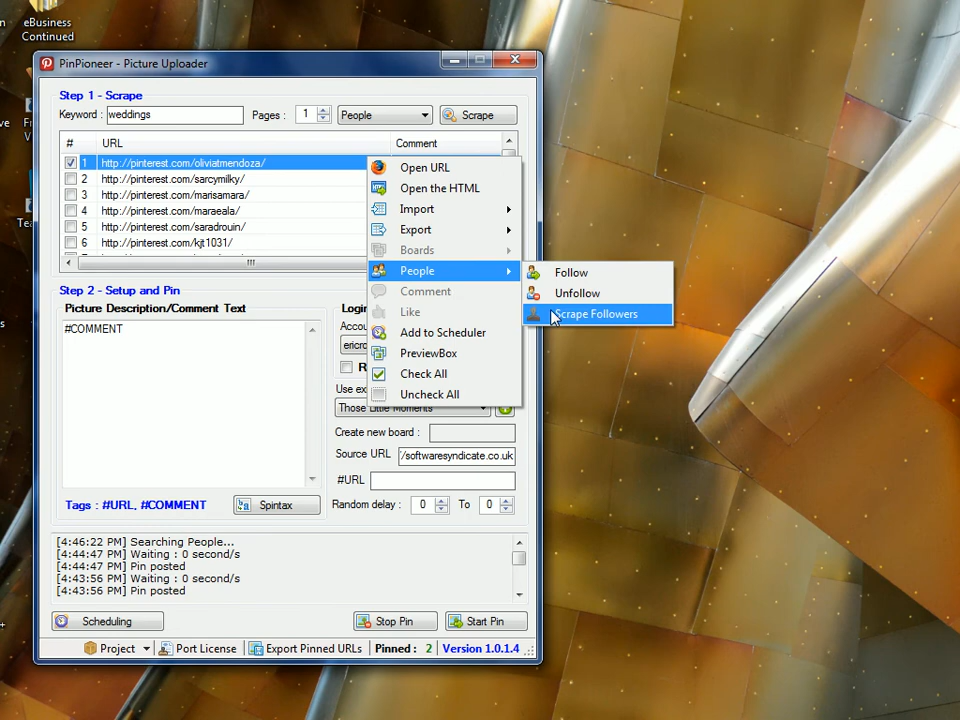 eBusiness
Continued
PinPioneer - Picture Uploader
Step 1 - Scrape
Keyword : weddings Pages : 1 People Scrape
# URL Comment
1 http://pinterest.com/oliviatmendoza/
2 http://pinterest.com/sarcymilky/
3 http://pinterest.com/marisamara/
4 http://pinterest.com/maraeala/
5 http://pinterest.com/saradrouin/
6 http://pinterest.com/kjt1031/
Open URL
Open the HTML
Import
Export
Boards
People
Comment
Like
Add to Scheduler
PreviewBox
Check All
Uncheck All
Follow
Unfollow
Scrape Followers
Step 2 - Setup and Pin
Picture Description/Comment Text
#COMMENT
Tags : #URL, #COMMENT Spintax
Those Little Moments
Create new board :
Source URL /softwaresyndicate.co.uk
#URL
Random delay : 0 To 0
[4:46:22 PM] Searching People...
[4:44:47 PM] Waiting : 0 second/s
[4:44:47 PM] Pin posted
[4:43:56 PM] Waiting : 0 second/s
[4:43:56 PM] Pin posted
Scheduling Stop Pin Start Pin
Project Port License Export Pinned URLs Pinned : 2 Version 1.0.1.4